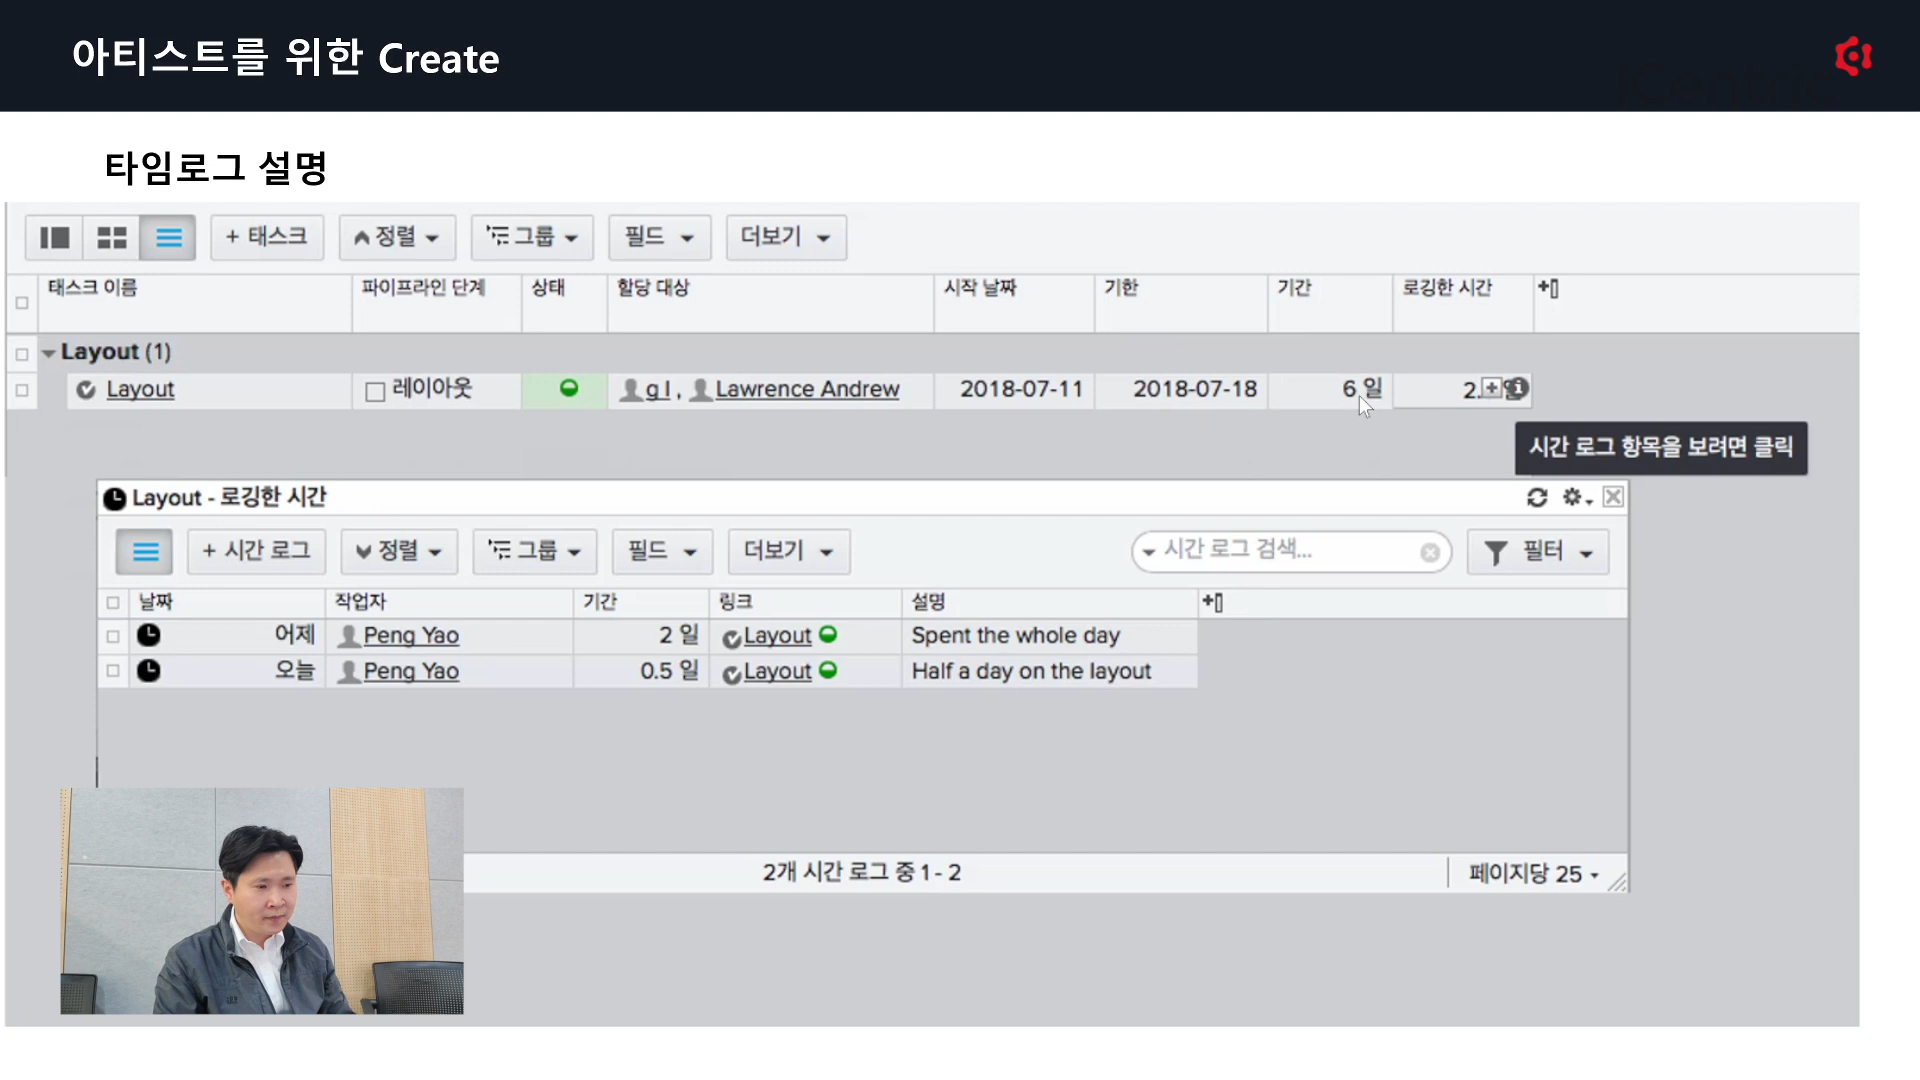 아티스트를 위한 Create
타임로그 설명
+ 태스크 정렬 그룹 필드 더보기
태스크 이름 파이프라인 단계 상태 할당 대상 시작 날짜 기한 기간 로깅한 시간
Layout (1)
Layout 레이아웃 g l , Lawrence Andrew 2018-07-11 2018-07-18 6 일 2.
시간 로그 항목을 보려면 클릭
Layout - 로깅한 시간
+ 시간 로그 정렬 그룹 필드 더보기 시간 로그 검색... 필터
날짜 작업자 기간 링크 설명
어제 Peng Yao 2 일 Layout Spent the whole day
오늘 Peng Yao 0.5 일 Layout Half a day on the layout
2개 시간 로그 중 1 - 2 페이지당 25